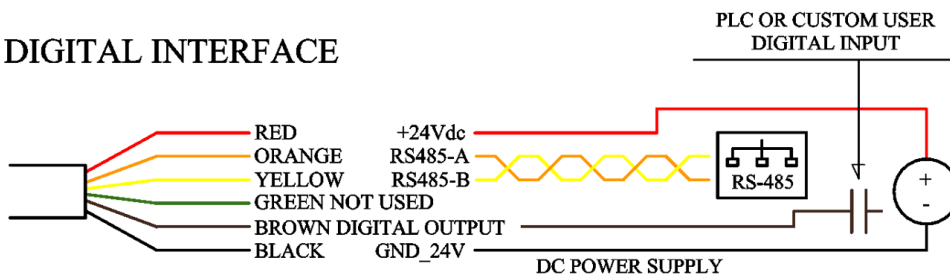 PLC OR CUSTOM USER
DIGITAL INPUT
DIGITAL INTERFACE
RED +24Vdc
ORANGE RS485-A
YELLOW RS485-B
RS-485
GREEN NOT USED
BROWN DIGITAL OUTPUT
BLACK GND_24V
DC POWER SUPPLY
+
-